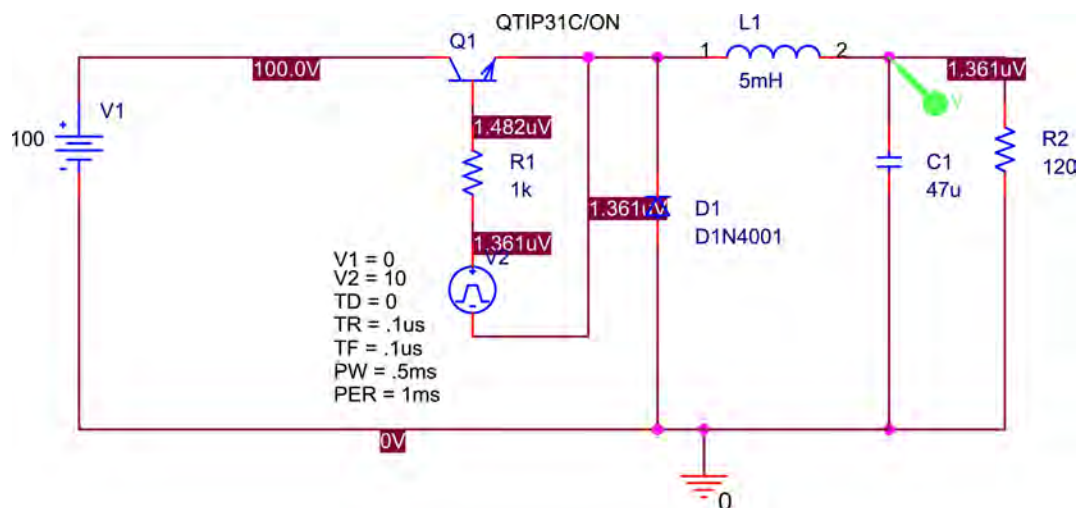 QTIP31C/ON
Q1
L1
1
2
5mH
100.0V
1.361uV
V
V1
100
1.482uV
R1
1k
C1
47u
R2
120
1.361uV
D1
D1N4001
1.361uV
V2
V1 = 0
V2 = 10
TD = 0
TR = .1us
TF = .1us
PW = .5ms
PER = 1ms
0V
0